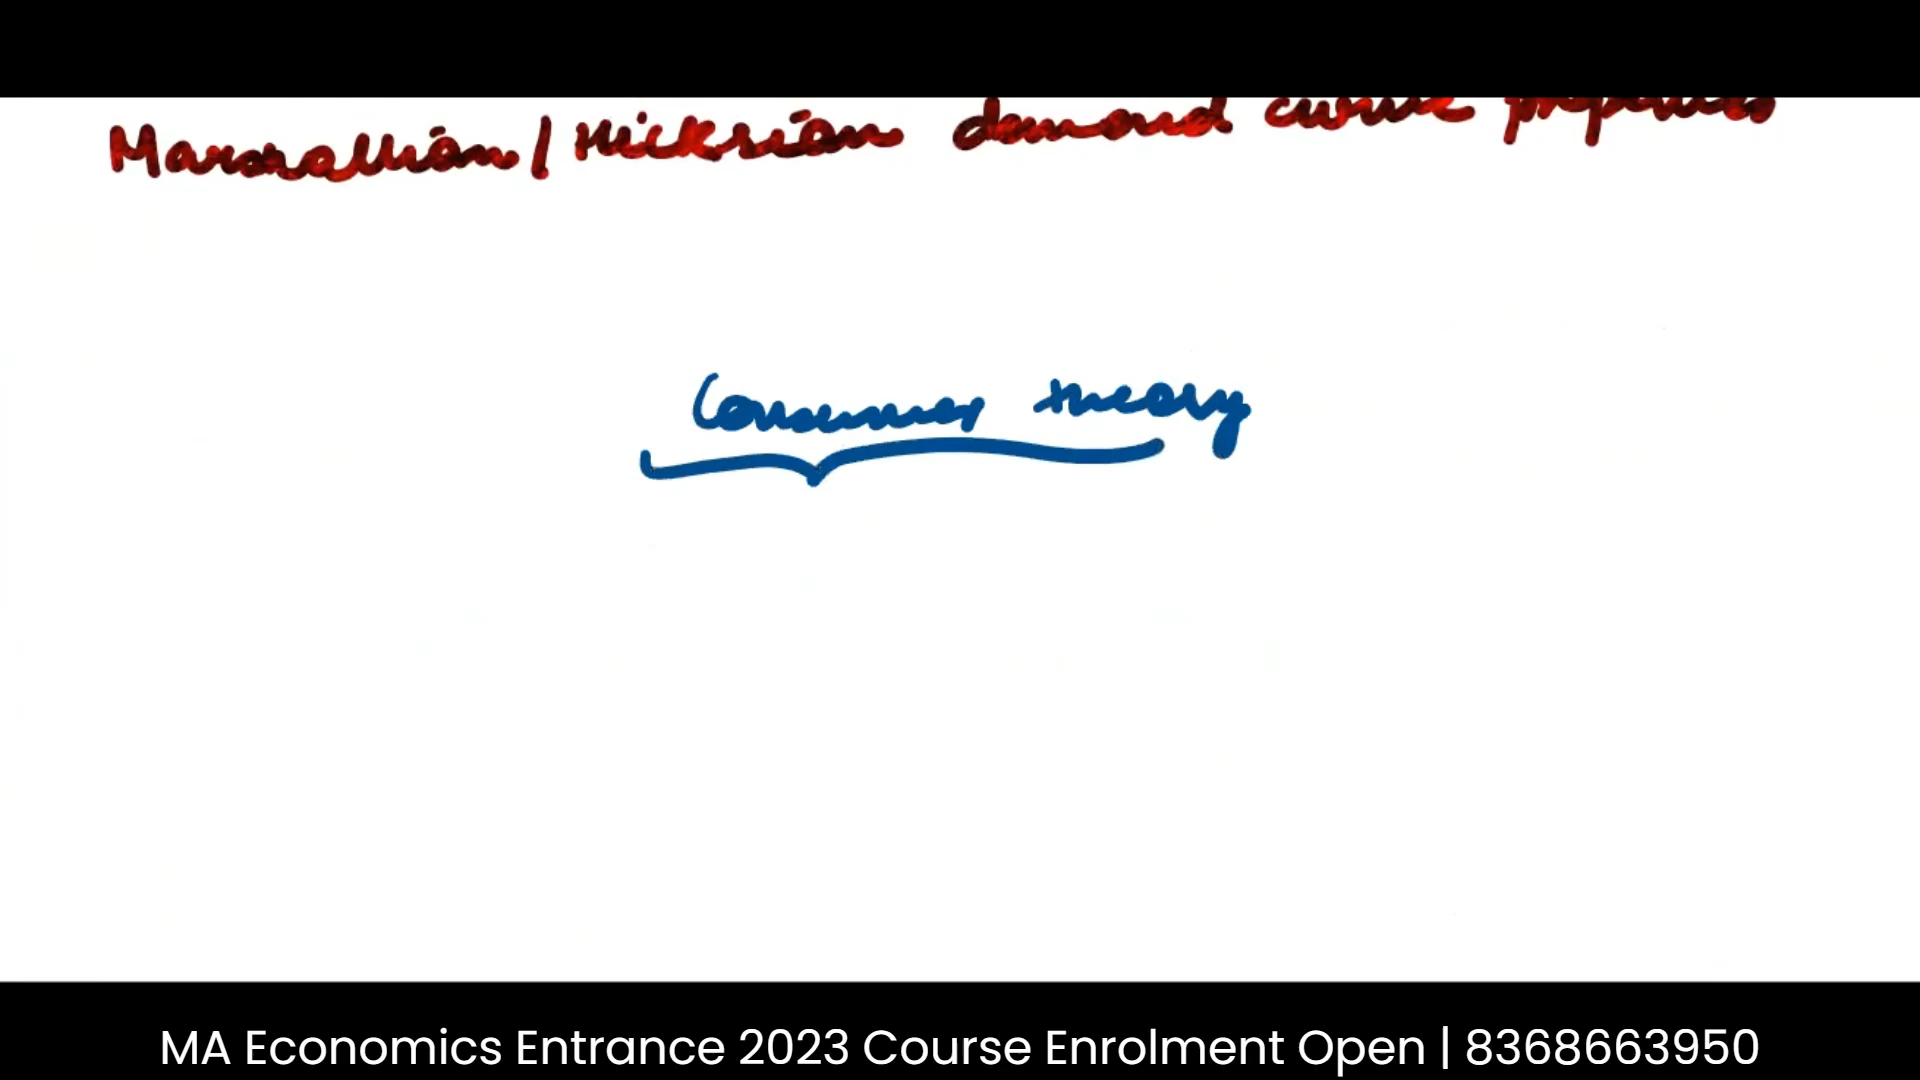 Marshallian / Hicksian demand curve properties
Consumer theory
MA Economics Entrance 2023 Course Enrolment Open | 8368663950